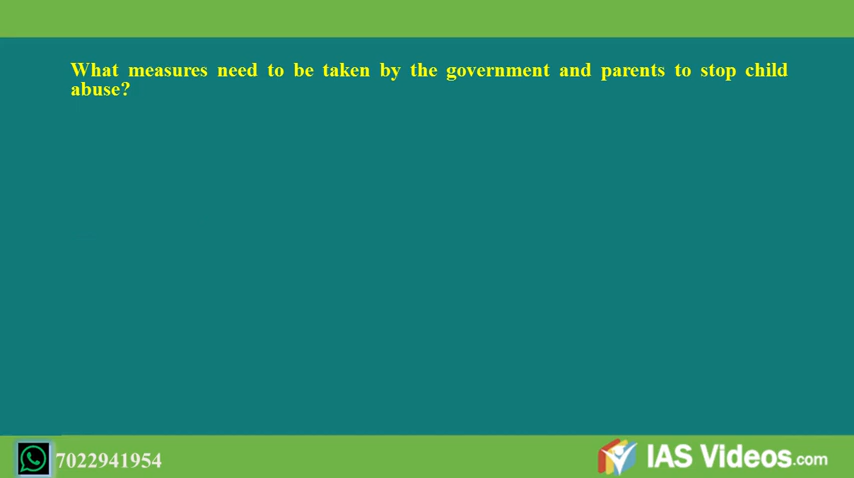 What measures need to be taken by the government and parents to stop child
abuse?
7022941954
IAS Videos.com